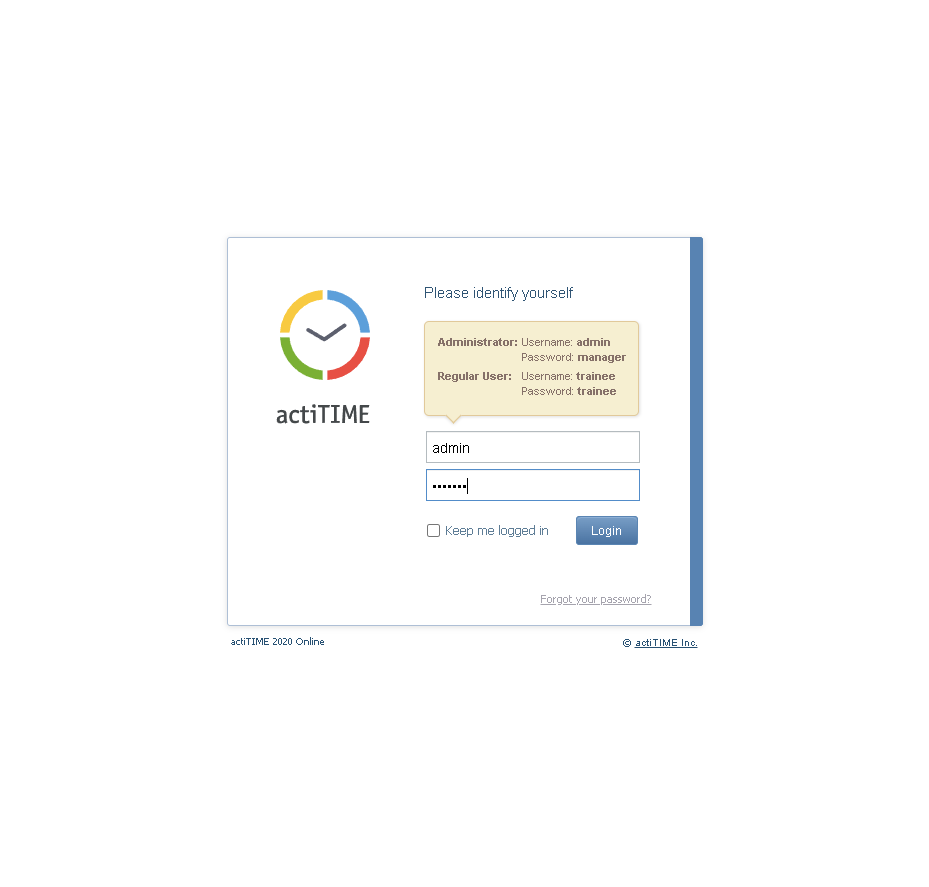 Please identify yourself
Administrator: Username: admin
Password: manager
Regular User: Username: trainee
Password: trainee
actiTIME
admin
•••••••
Keep me logged in
Login
Forgot your password?
actiTIME 2020 Online
© actiTIME Inc.